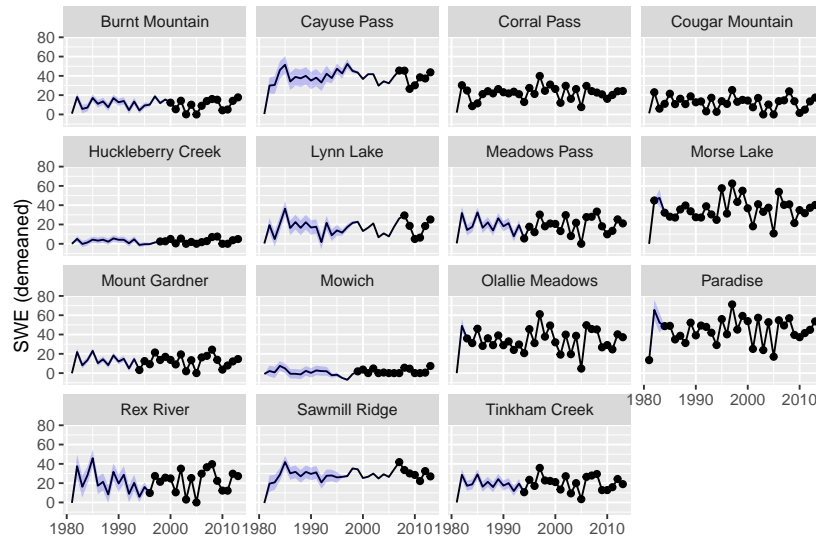 Burnt Mountain Cayuse Pass Corral Pass Cougar Mountain
80
60
40
20
0
Huckleberry Creek Lynn Lake Meadows Pass Morse Lake
80
60
40
20
0
SWE (demeaned)
Mount Gardner Mowich Olallie Meadows Paradise
80
60
40
20
0
1980 1990 2000 2010
Rex River Sawmill Ridge Tinkham Creek
80
60
40
20
0
1980 1990 2000 2010 1980 1990 2000 2010 1980 1990 2000 2010